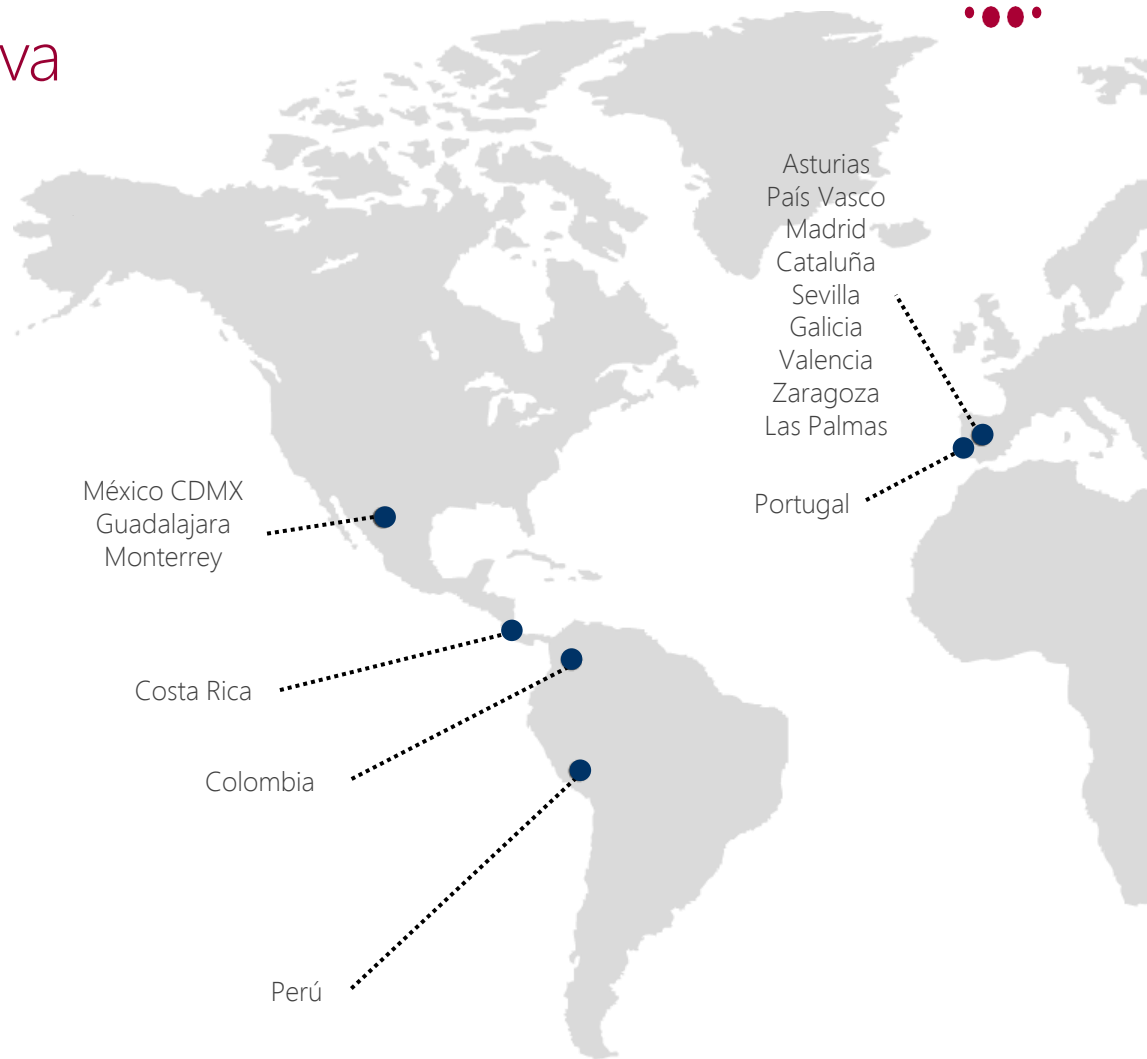 va
Asturias
País Vasco
Madrid
Cataluña
Sevilla
Galicia
Valencia
Zaragoza
Las Palmas
México CDMX
Guadalajara
Monterrey
Portugal
Costa Rica
Colombia
Perú